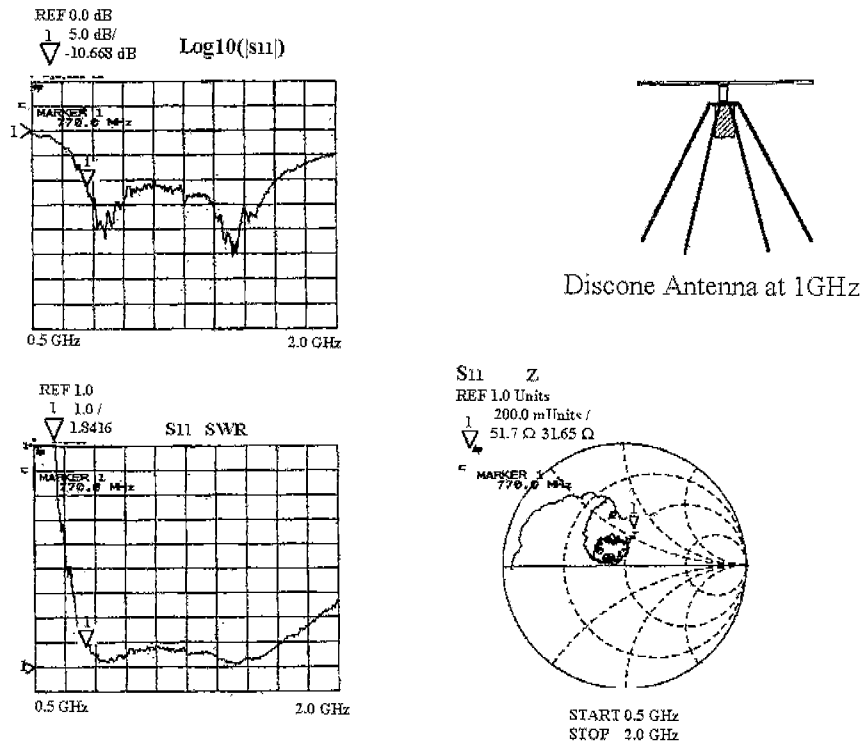 REF 0.0 dB
1 5.0 dB/
-10.668 dB
Log10(|s11|)
MARKER 1
770.0 MHz
1
1
0.5 GHz
2.0 GHz
Discone Antenna at 1GHz
REF 1.0
1 1.0 /
1.8416
S11 SWR
MARKER 1
770.0 MHz
1
1
0.5 GHz
2.0 GHz
S11 Z
REF 1.0 Units
1 200.0 mUnits /
51.7 Ω 31.65 Ω
MARKER 1
770.0 MHz
1
START 0.5 GHz
STOP 2.0 GHz